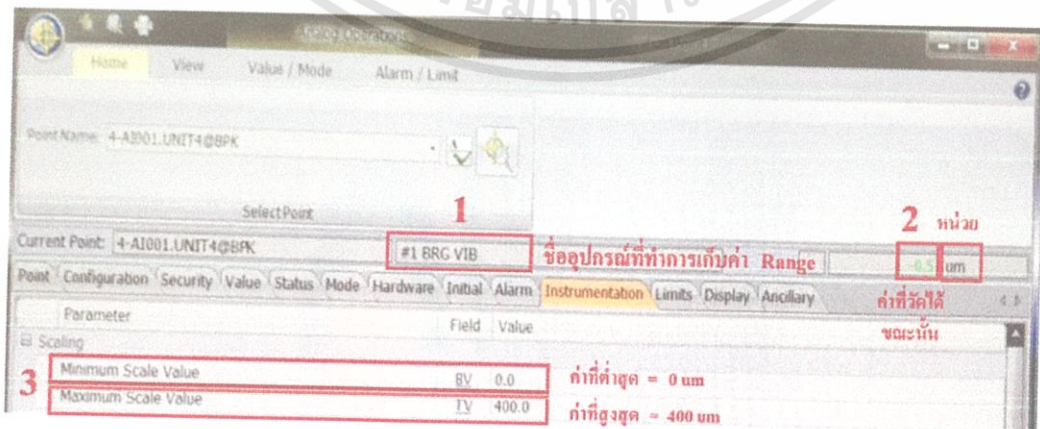 Analog Operations
Home View Value / Mode Alarm / Limit
Point Name: 4-AI001.UNIT4@BPK
Select Point
1
2 หน่วย
Current Point: 4-AI001.UNIT4@BPK #1 BRG VIB ชื่ออุปกรณ์ที่ทำการเก็บค่า Range -0.5 um
Point Configuration Security Value Status Mode Hardware Initial Alarm Instrumentation Limits Display Ancillary
ค่าที่วัดได้
ขณะนั้น
Parameter Field Value
Scaling
3
Minimum Scale Value BV 0.0 ค่าที่ต่ำสุด = 0 um
Maximum Scale Value TV 400.0 ค่าที่สูงสุด = 400 um